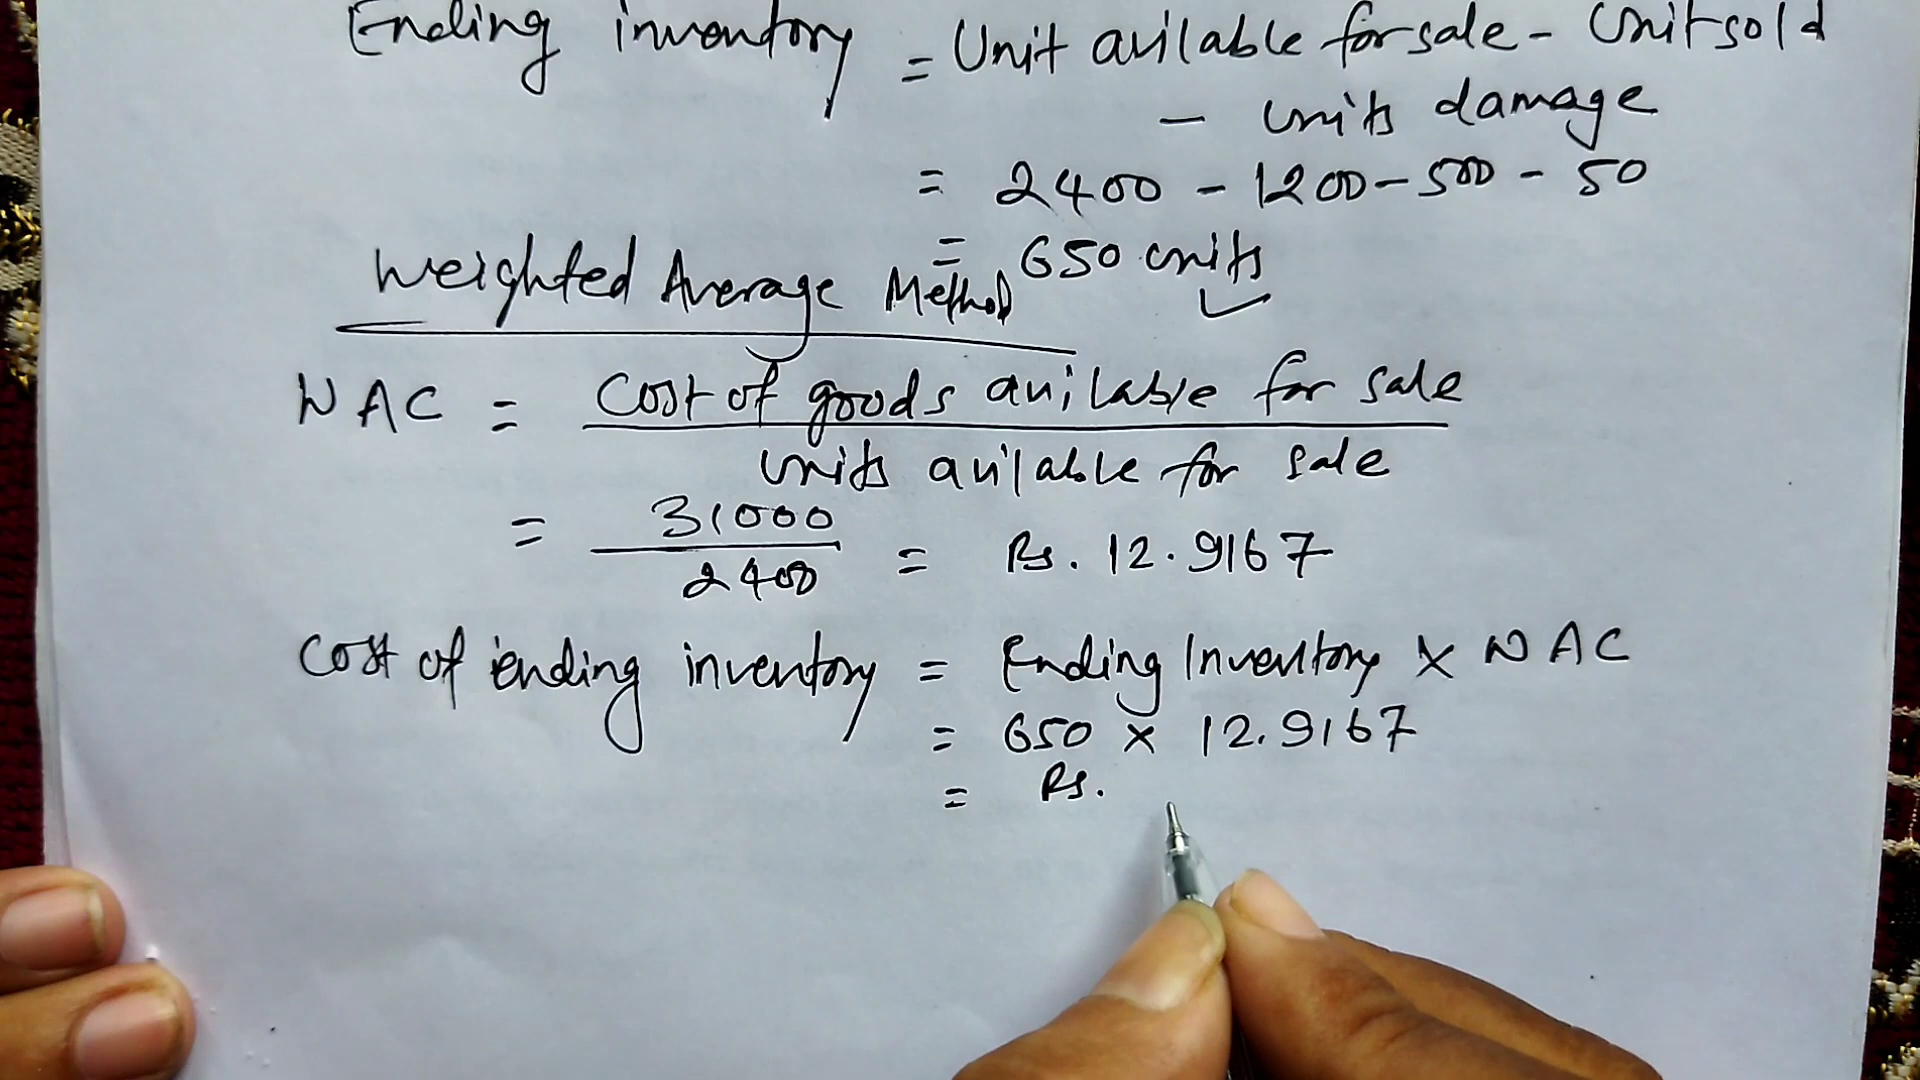 Ending inventory = Unit avilable for sale - Unit sold
- units damage
= 2400 - 1200 - 500 - 50
= 650 units
Weighted Average Method
WAC = Cost of goods avilable for sale
units avilable for sale
= 31000
2400
= Rs. 12.9167
Cost of ending inventory = Ending Inventory x WAC
= 650 x 12.9167
= Rs.